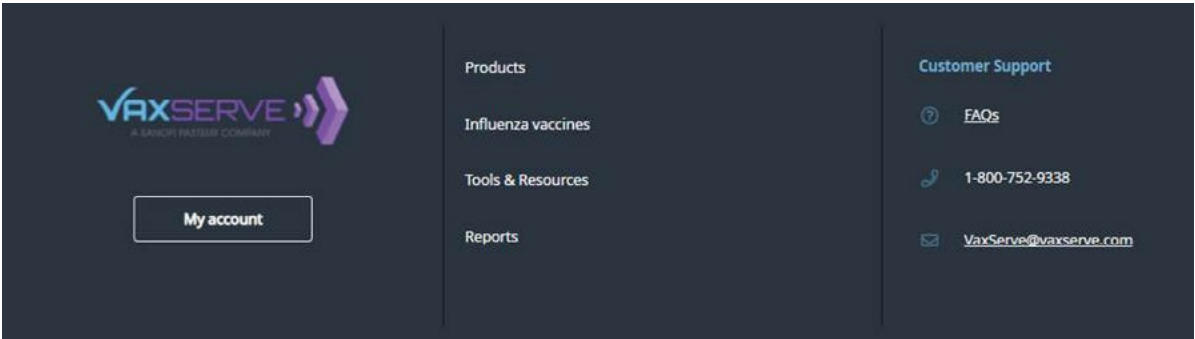 VAXSERVE
A SANOFI PASTEUR COMPANY
My account
Products
Influenza vaccines
Tools & Resources
Reports
Customer Support
FAQs
1-800-752-9338
VaxServe@vaxserve.com